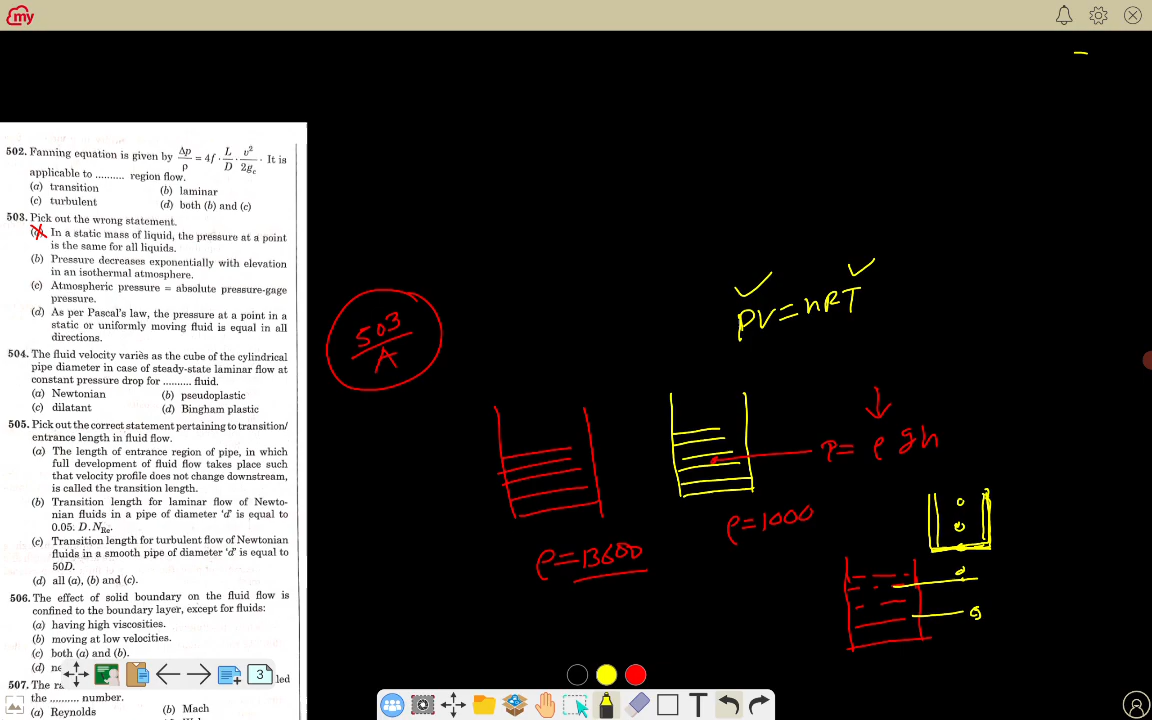 my
502. Fanning equation is given by Δp/ρ = 4f · L/D · v²/2g꜀ . It is
applicable to .......... region flow.
(a) transition (b) laminar
(c) turbulent (d) both (b) and (c)
503. Pick out the wrong statement.
(a) In a static mass of liquid, the pressure at a point
is the same for all liquids.
(b) Pressure decreases exponentially with elevation
in an isothermal atmosphere.
(c) Atmospheric pressure = absolute pressure-gage
pressure.
(d) As per Pascal's law, the pressure at a point in a
static or uniformly moving fluid is equal in all
directions.
504. The fluid velocity varies as the cube of the cylindrical
pipe diameter in case of steady-state laminar flow at
constant pressure drop for .......... fluid.
(a) Newtonian (b) pseudoplastic
(c) dilatant (d) Bingham plastic
505. Pick out the correct statement pertaining to transition/
entrance length in fluid flow.
(a) The length of entrance region of pipe, in which
full development of fluid flow takes place such
that velocity profile does not change downstream,
is called the transition length.
(b) Transition length for laminar flow of Newto-
nian fluids in a pipe of diameter 'd' is equal to
0.05. D.N_Re.
(c) Transition length for turbulent flow of Newtonian
fluids in a smooth pipe of diameter 'd' is equal to
50D.
(d) all (a), (b) and (c).
506. The effect of solid boundary on the fluid flow is
confined to the boundary layer, except for fluids:
(a) having high viscosities.
(b) moving at low velocities.
(c) both (a) and (b).
(d)
507. The
the .......... number.
(a) Reynolds (b) Mach
503/A
PV = nRT
P = ρgh
ρ=13600
ρ=1000
3
T